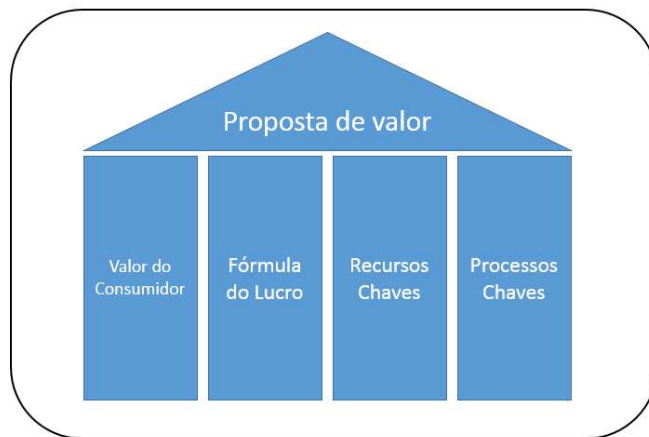 Proposta de valor
Valor do
Consumidor
Fórmula
do Lucro
Recursos
Chaves
Processos
Chaves